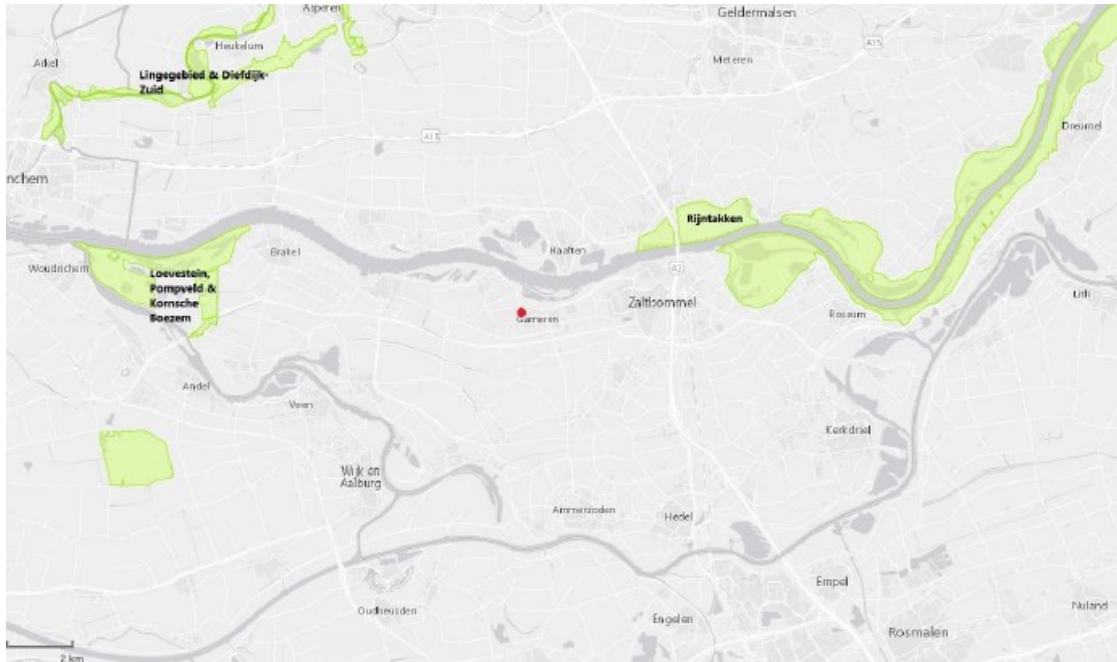 Asperen
Geldermalsen
A15
Heukelum
Arkel
Meteren
Lingegebied & Diefdijk-
Zuid
Dreumel
A15
nchem
Rijntakken
Haaften
Brakel
Woudrichem
A2
Loevestein,
Pompveld &
Kornsche
Boezem
Lith
Zaltbommel
Rossum
Gameren
Andel
Veen
Kerkdriel
Wijk en
Aalburg
Ammerzoden
Hedel
Empel
Oudheusden
Nuland
Engelen
Rosmalen
2 km